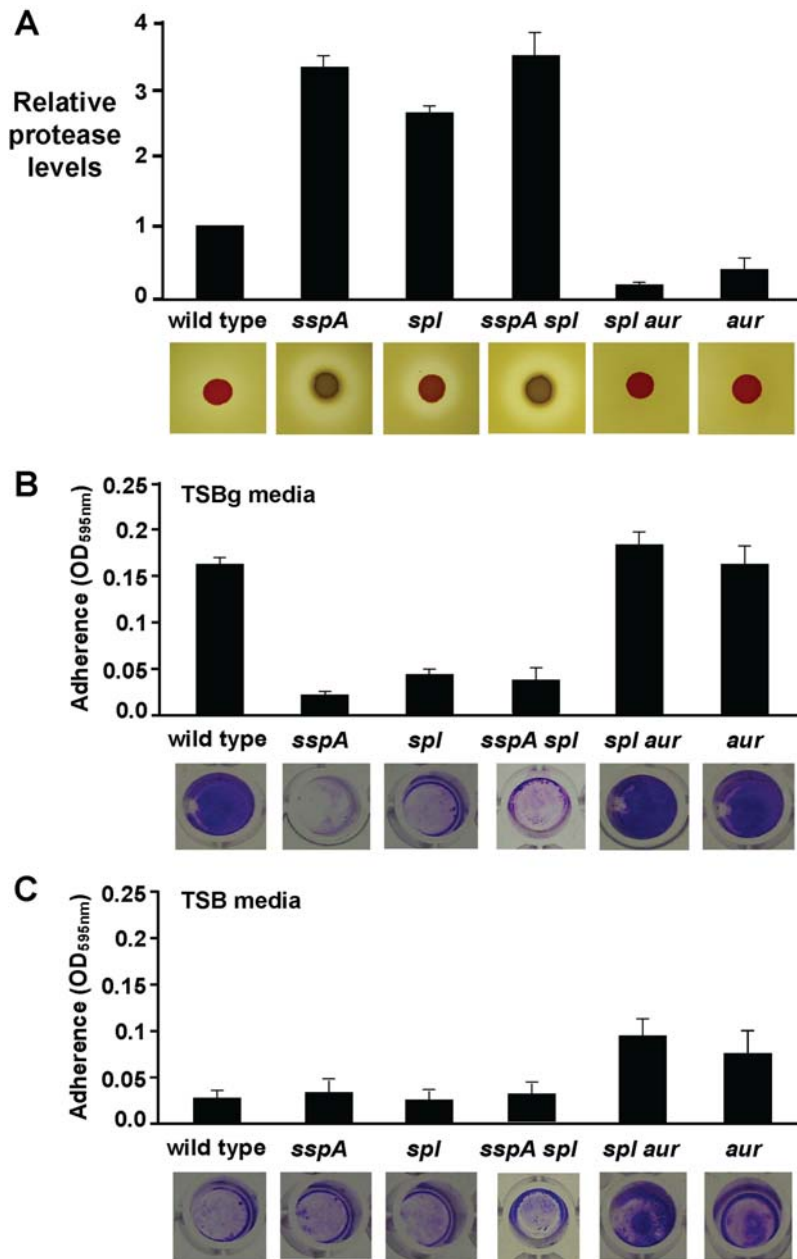 A
Relative
protease
levels
4
3
2
1
0
wild type sspA spl sspA spl spl aur aur
B
TSBg media
Adherence (OD595nm)
0.25
0.2
0.15
0.1
0.05
0.0
wild type sspA spl sspA spl spl aur aur
C
TSB media
Adherence (OD595nm)
0.25
0.2
0.15
0.1
0.05
0.0
wild type sspA spl sspA spl spl aur aur